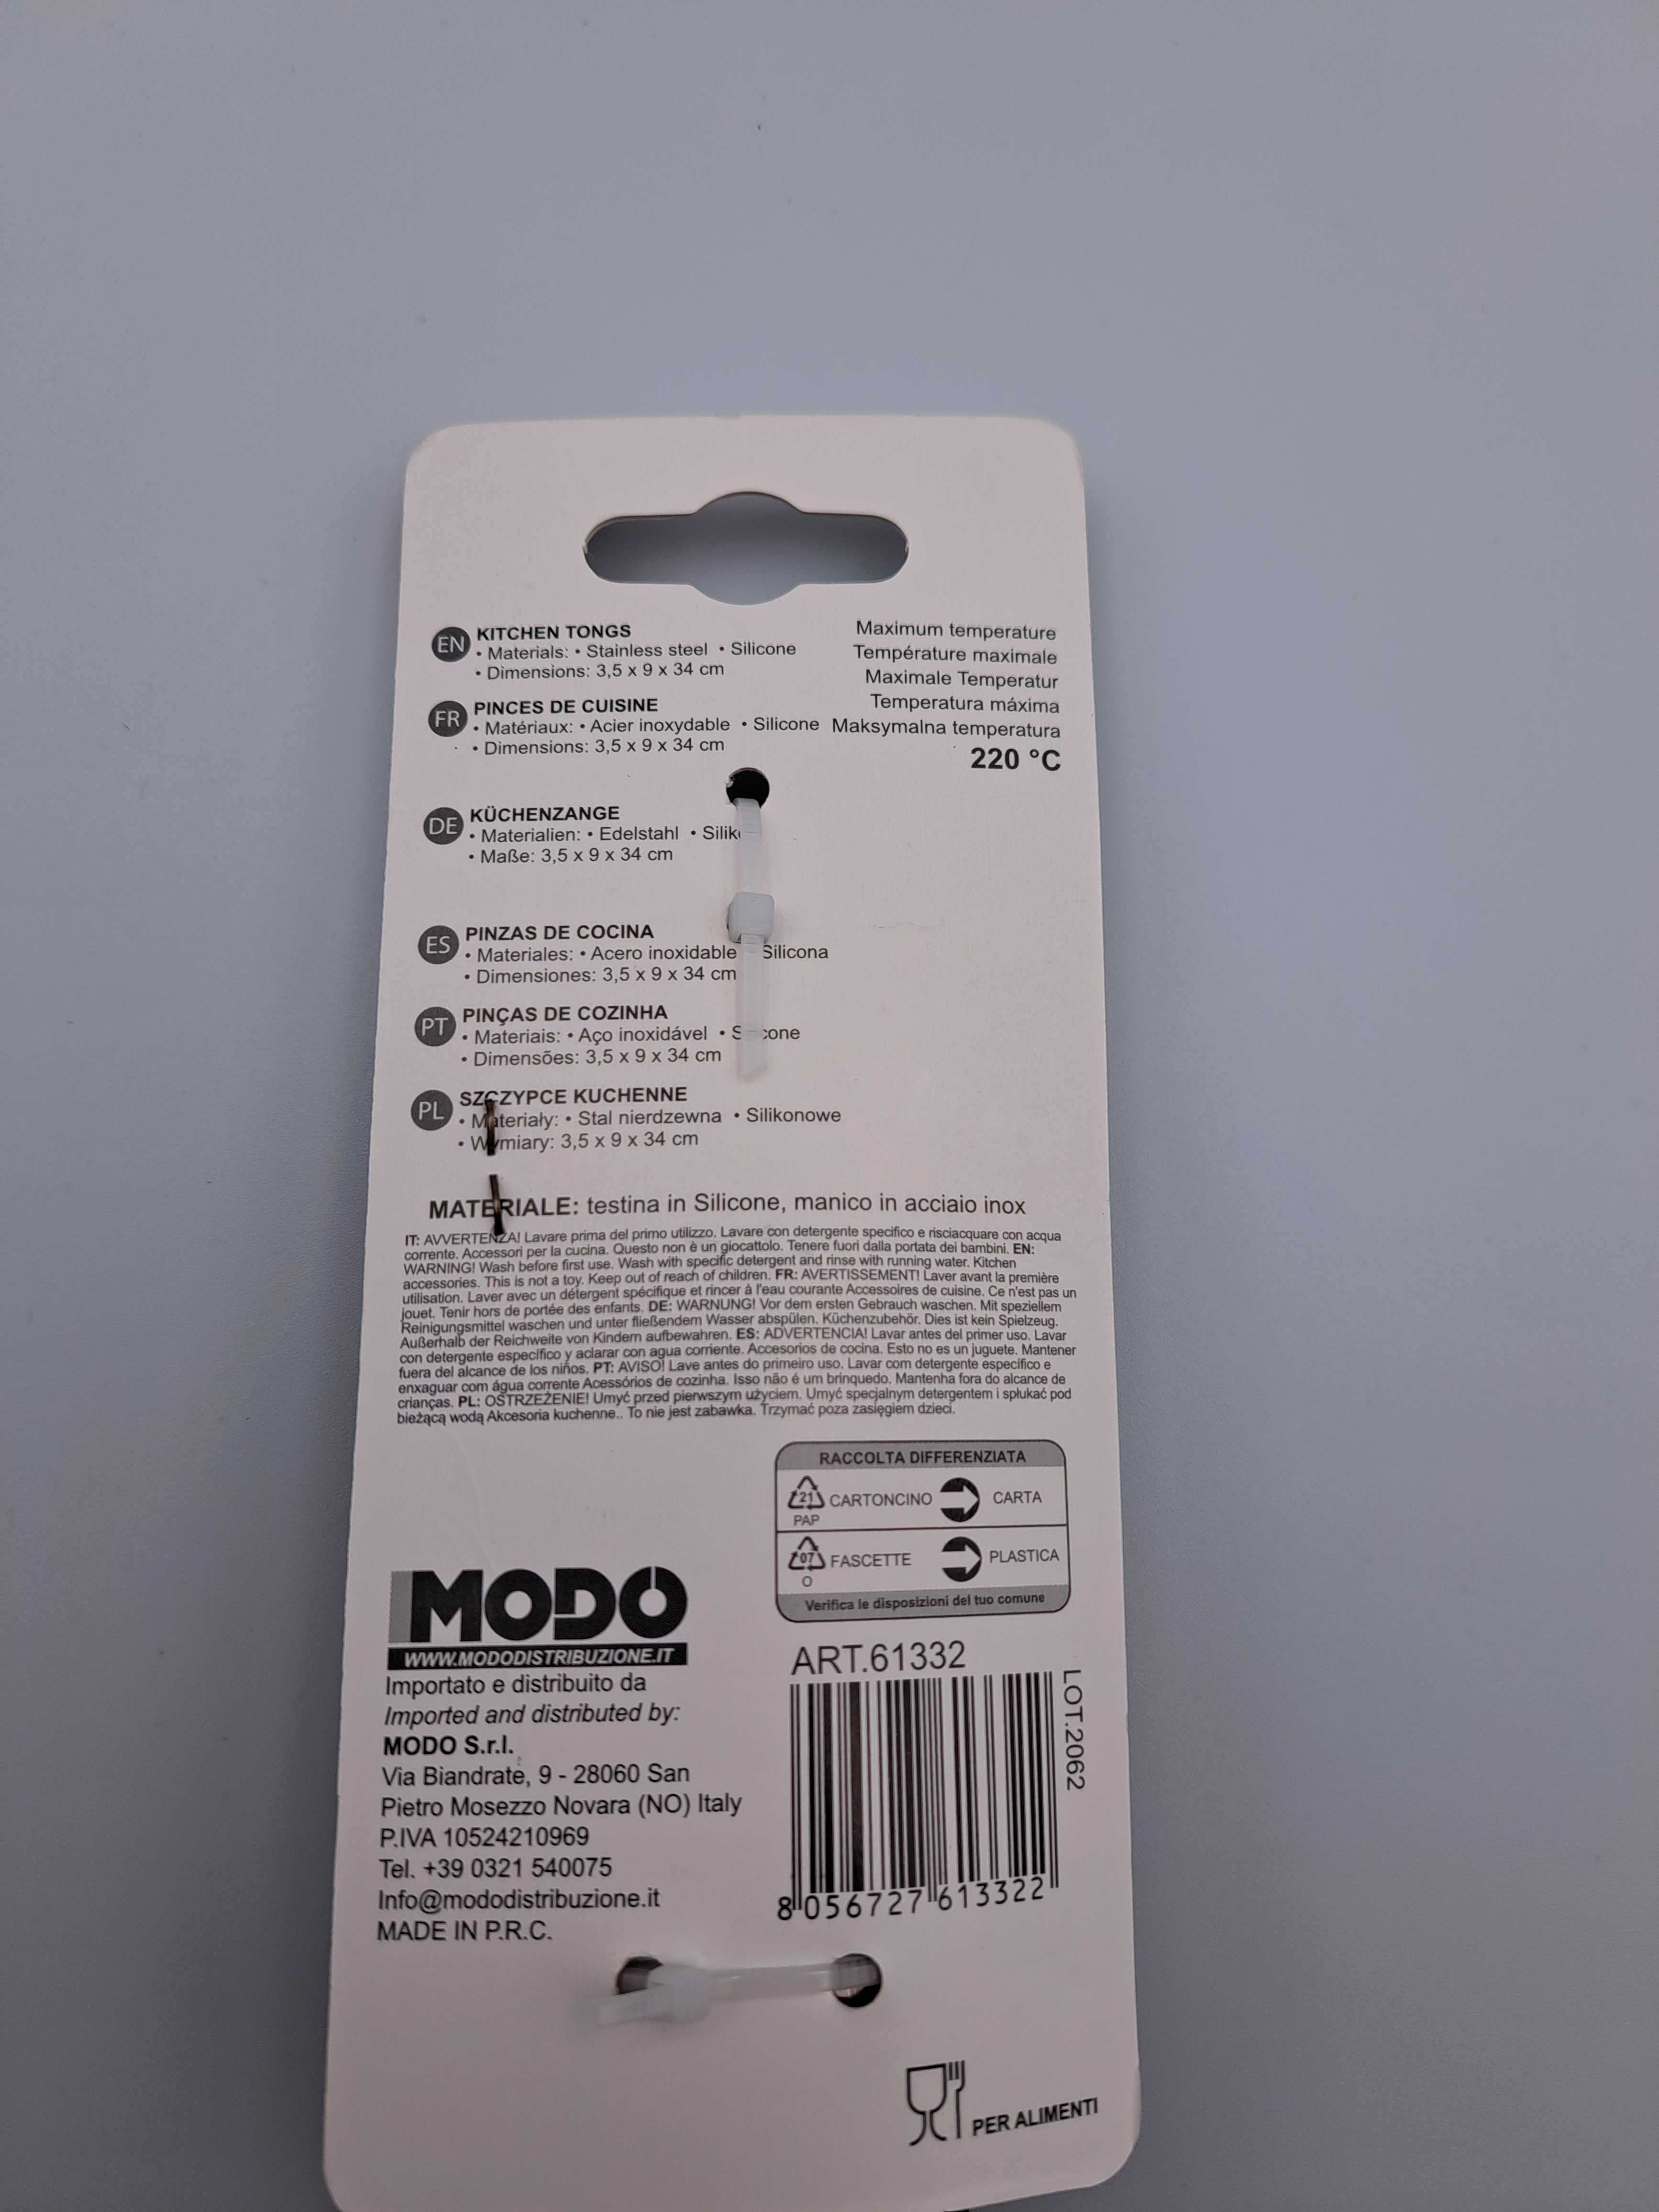 EN KITCHEN TONGS
• Materials: • Stainless steel • Silicone
• Dimensions: 3,5 x 9 x 34 cm
FR PINCES DE CUISINE
• Matériaux: • Acier inoxydable • Silicone
• Dimensions: 3,5 x 9 x 34 cm
Maximum temperature
Température maximale
Maximale Temperatur
Temperatura máxima
Maksymalna temperatura
220 °C
DE KÜCHENZANGE
• Materialien: • Edelstahl •
• Maße: 3,5 x 9 x 34 cm
ES PINZAS DE COCINA
• Materiales: • Acero inoxidable Silicona
• Dimensiones: 3,5 x 9 x 34 cm
PT PINÇAS DE COZINHA
• Materiais: • Aço inoxidável •
• Dimensões: 3,5 x 9 x 34 cm
PL SZCZYPCE KUCHENNE
• Materiały: • Stal nierdzewna • Silikonowe
• Wymiary: 3,5 x 9 x 34 cm
MATERIALE: testina in Silicone, manico in acciaio inox
IT: AVVERTENZA! Lavare prima del primo utilizzo. Lavare con detergente specifico e risciacquare con acqua
corrente. Accessori per la cucina. Questo non è un giocattolo. Tenere fuori dalla portata dei bambini. EN:
WARNING! Wash before first use. Wash with specific detergent and rinse with running water. Kitchen
accessories. This is not a toy. Keep out of reach of children. FR: AVERTISSEMENT! Laver avant la première
utilisation. Laver avec un détergent spécifique et rincer à l'eau courante Accessoires de cuisine. Ce n'est pas un
jouet. Tenir hors de portée des enfants. DE: WARNUNG! Vor dem ersten Gebrauch waschen. Mit speziellem
Reinigungsmittel waschen und unter fließendem Wasser abspülen. Küchenzubehör. Dies ist kein Spielzeug.
Außerhalb der Reichweite von Kindern aufbewahren. ES: ADVERTENCIA! Lavar antes del primer uso. Lavar
con detergente específico y aclarar con agua corriente. Accesorios de cocina. Esto no es un juguete. Mantener
fuera del alcance de los niños. PT: AVISO! Lave antes do primeiro uso. Lavar com detergente específico e
enxaguar com água corrente Acessórios de cozinha. Isso não é um brinquedo. Mantenha fora do alcance de
crianças. PL: OSTRZEŻENIE! Umyć przed pierwszym użyciem. Umyć specjalnym detergentem i spłukać pod
bieżącą wodą Akcesoria kuchenne.. To nie jest zabawka. Trzymać poza zasięgiem dzieci.
RACCOLTA DIFFERENZIATA
21 PAP CARTONCINO CARTA
07 O FASCETTE PLASTICA
Verifica le disposizioni del tuo comune
MODO
WWW.MODODISTRIBUZIONE.IT
Importato e distribuito da
Imported and distributed by:
MODO S.r.l.
Via Biandrate, 9 - 28060 San
Pietro Mosezzo Novara (NO) Italy
P.IVA 10524210969
Tel. +39 0321 540075
Info@mododistribuzione.it
MADE IN P.R.C.
ART.61332
LOT.2062
8 056727 613322
PER ALIMENTI